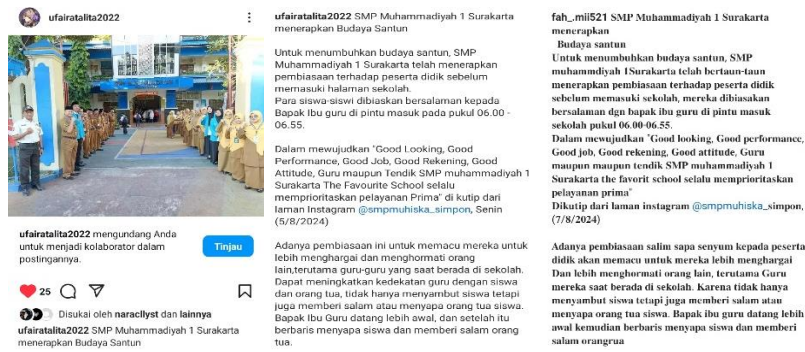 ufairatalita2022
ufairatalita2022 mengundang Anda
untuk menjadi kolaborator dalam
postingannya.
Tinjau
25
Disukai oleh naracllyst dan lainnya
ufairatalita2022 SMP Muhammadiyah 1 Surakarta
menerapkan Budaya Santun
ufairatalita2022 SMP Muhammadiyah 1 Surakarta
menerapkan Budaya Santun
Untuk menumbuhkan budaya santun, SMP
Muhammadiyah 1 Surakarta telah menerapkan
pembiasaan terhadap peserta didik sebelum
memasuki halaman sekolah.
Para siswa-siswi dibiaskan bersalaman kepada
Bapak Ibu guru di pintu masuk pada pukul 06.00 -
06.55.
Dalam mewujudkan "Good Looking, Good
Performance, Good Job, Good Rekening, Good
Attitude, Guru maupun Tendik SMP muhammadiyah 1
Surakarta The Favourite School selalu
memprioritaskan pelayanan Prima" di kutip dari
laman Instagram @smpmuhiska_simpon, Senin
(5/8/2024)
Adanya pembiasaan ini untuk memacu mereka untuk
lebih menghargai dan menghormati orang
lain,terutama guru-guru yang saat berada di sekolah.
Dapat meningkatkan kedekatan guru dengan siswa
dan orang tua, tidak hanya menyambut siswa tetapi
juga memberi salam atau menyapa orang tua siswa.
Bapak Ibu Guru datang lebih awal, dan setelah itu
berbaris menyapa siswa dan memberi salam orang
tua.
fah_.mii521 SMP Muhammadiyah 1 Surakarta
menerapkan
Budaya santun
Untuk menumbuhkan budaya santun, SMP
muhammdiyah 1Surakarta telah bertaun-taun
menerapkan pembiasaan terhadap peserta didik
sebelum memasuki sekolah, mereka dibiasakan
bersalaman dgn bapak ibu guru di pintu masuk
sekolah pukul 06.00-06.55.
Dalam mewujudkan "Good looking, Good performance,
Good job, Good rekening, Good attitude, Guru
maupun maupun tendik SMP muhammadiyah 1
Surakarta the favorit school selalu memprioritaskan
pelayanan prima"
Dikutip dari laman instagram @smpmuhiska_simpon,
(7/8/2024)
Adanya pembiasaan salim sapa senyum kepada peserta
didik akan memacu untuk mereka lebih menghargai
Dan lebih menghormati orang lain, terutama Guru
mereka saat berada di sekolah. Karena tidak hanya
menyambut siswa tetapi juga memberi salam atau
menyapa orang tua siswa. Bapak ibu guru datang lebih
awal kemudian berbaris menyapa siswa dan memberi
salam orangrua